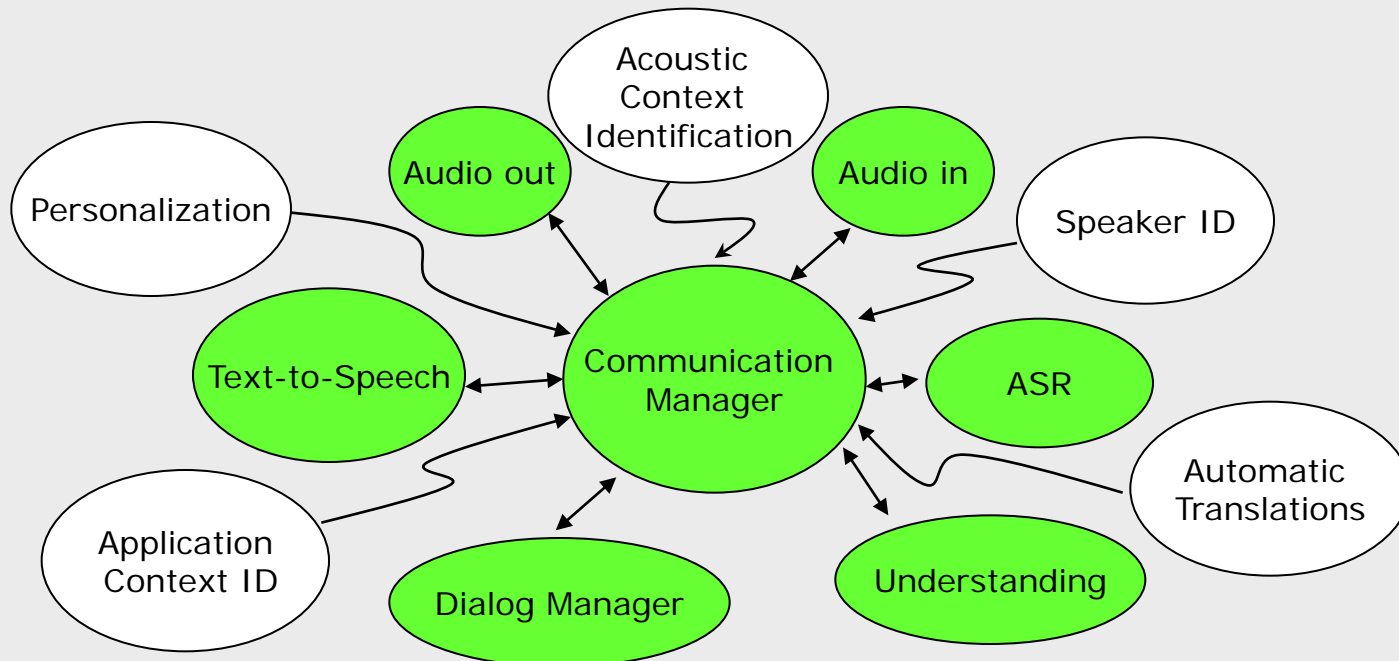 Acoustic
Context
Identification
Audio out
Audio in
Personalization
Speaker ID
Communication
Manager
Text-to-Speech
ASR
Automatic
Translations
Application
Context ID
Dialog Manager
Understanding